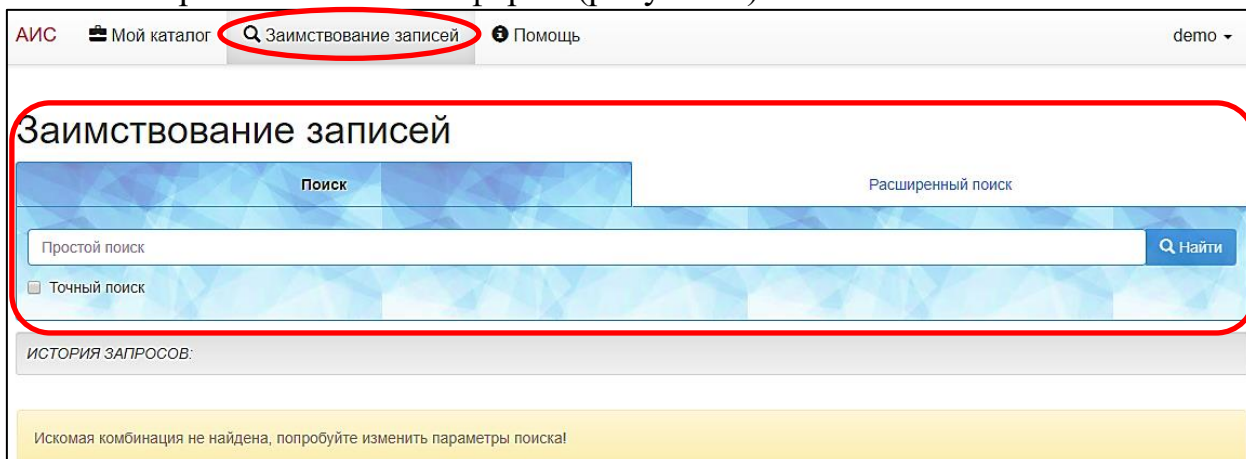 АИС Мой каталог Заимствование записей Помощь demo
Заимствование записей
Поиск Расширенный поиск
Простой поиск Найти
Точный поиск
ИСТОРИЯ ЗАПРОСОВ:
Искомая комбинация не найдена, попробуйте изменить параметры поиска!